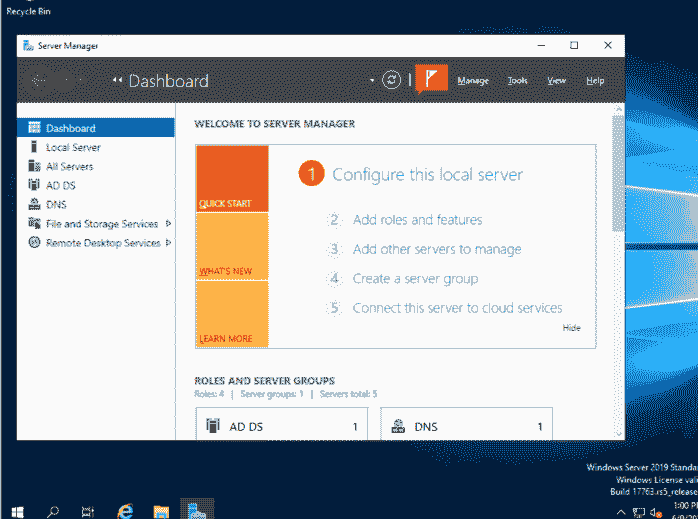 Recycle Bin
Server Manager
Dashboard
Manage Tools View Help
Dashboard
Local Server
All Servers
AD DS
DNS
File and Storage Services
Remote Desktop Services
WELCOME TO SERVER MANAGER
QUICK START
WHAT'S NEW
LEARN MORE
1 Configure this local server
2 Add roles and features
3 Add other servers to manage
4 Create a server group
5 Connect this server to cloud services
Hide
ROLES AND SERVER GROUPS
Roles: 4 | Server groups: 1 | Servers total: 5
AD DS 1
DNS 1
Windows Server 2019 Standa
Windows License vali
Build 17763.rs5_release
1:00 P